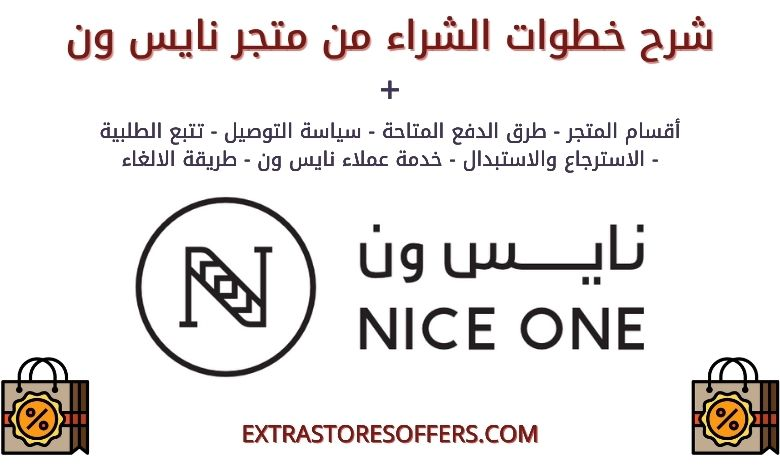 شرح خطوات الشراء من متجر نايس ون
+
أقسام المتجر - طرق الدفع المتاحة - سياسة التوصيل - تتبع الطلبية
- الاسترجاع والاستبدال - خدمة عملاء نايس ون - طريقة الالغاء
نايـــس ون
NICE ONE
EXTRASTORESOFFERS.COM